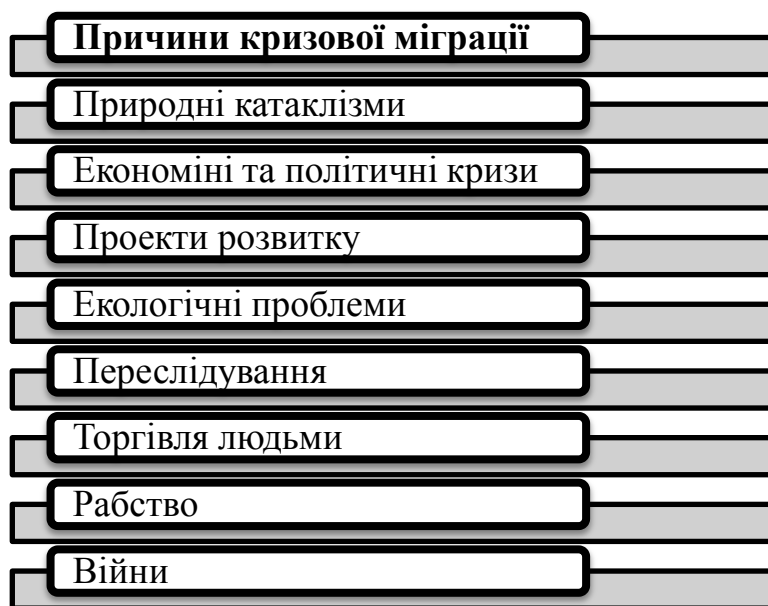 Причини кризової міграції
Природні катаклізми
Економіні та політичні кризи
Проекти розвитку
Екологічні проблеми
Переслідування
Торгівля людьми
Рабство
Війни